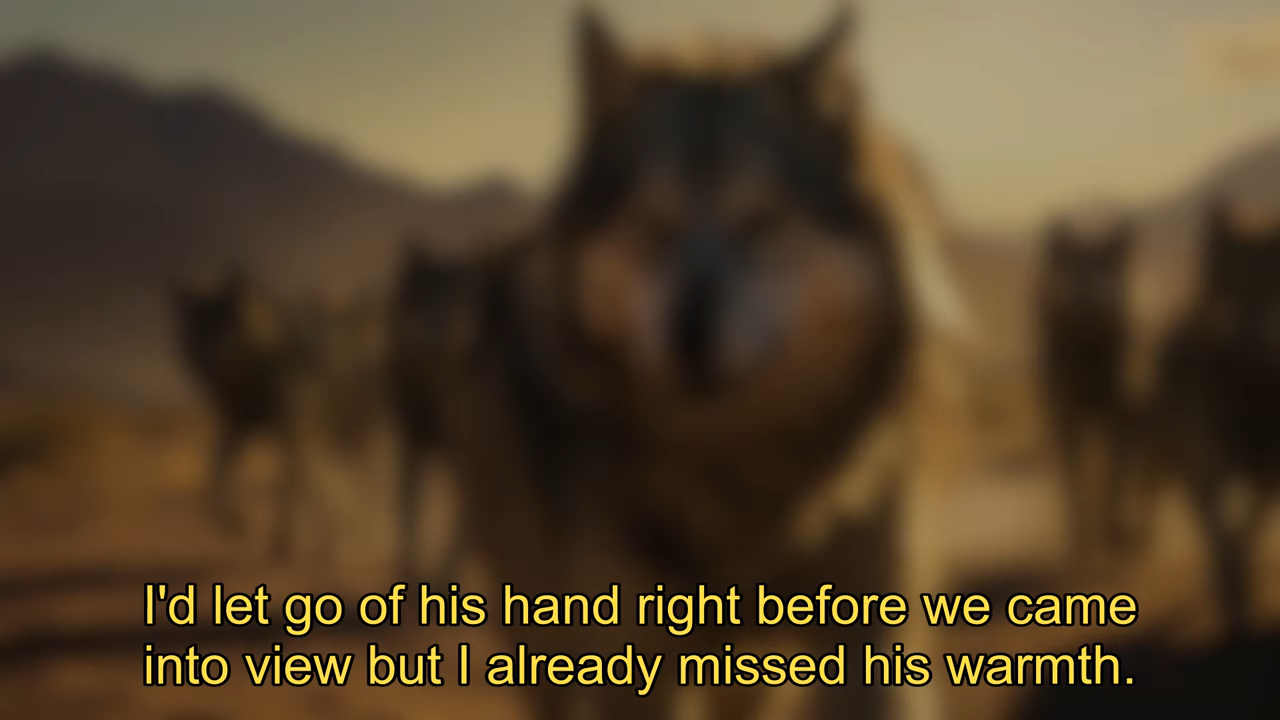 I'd let go of his hand right before we came
into view but I already missed his warmth.